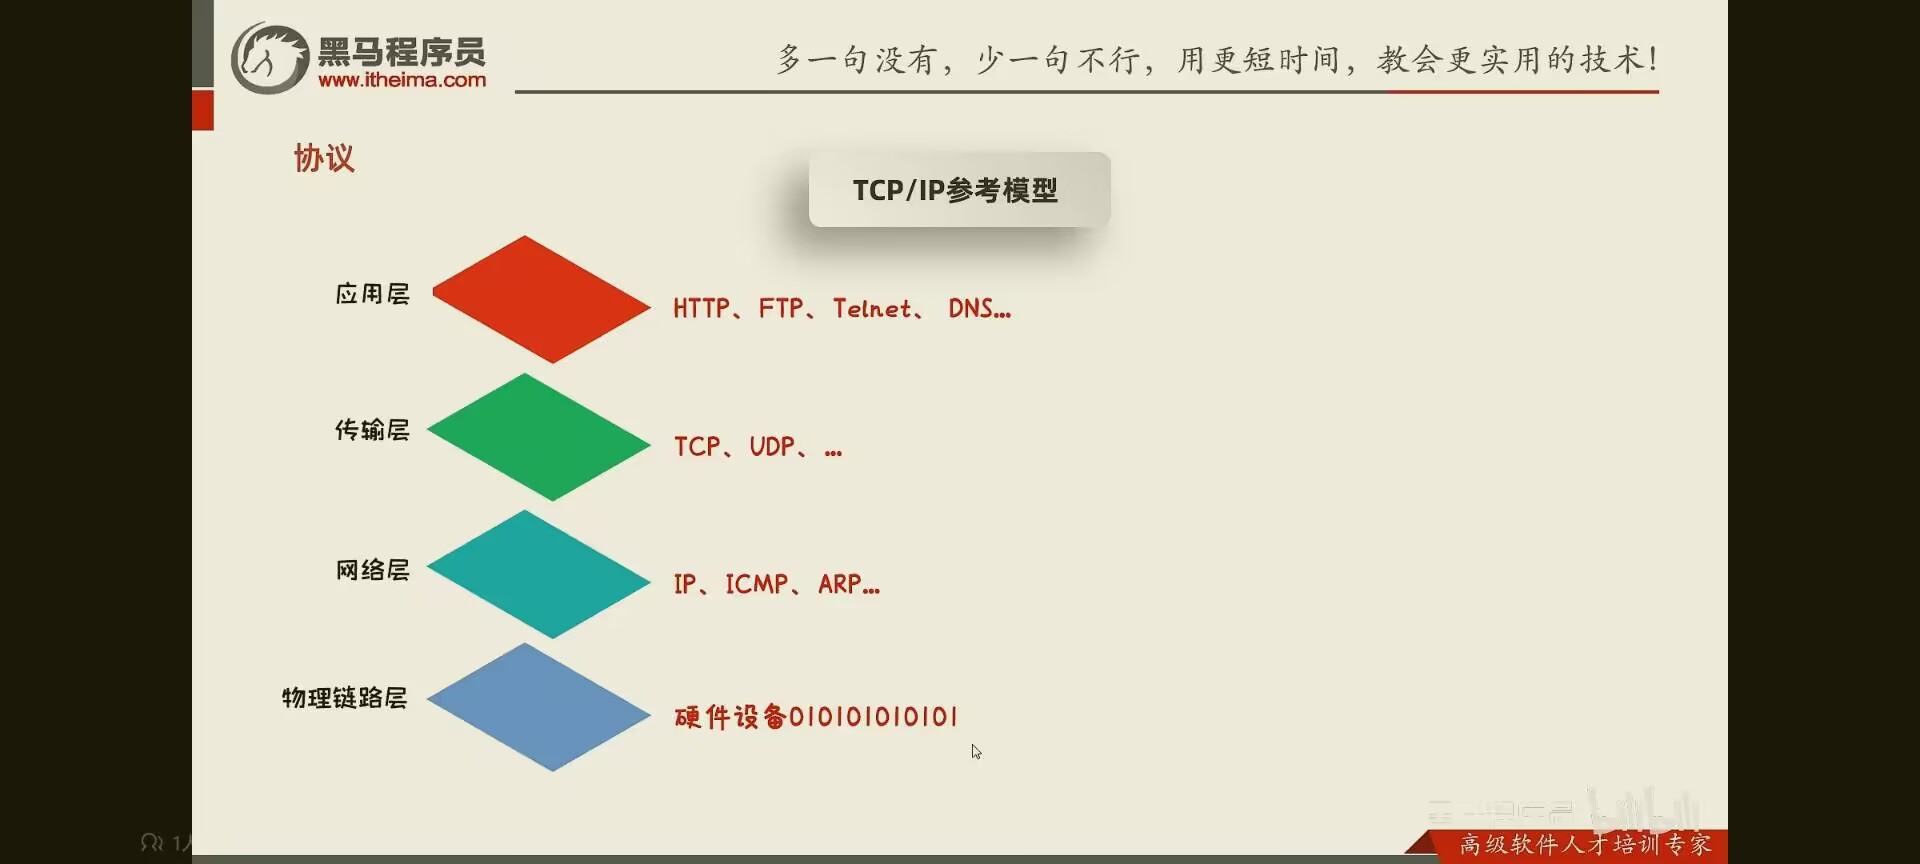 黑马程序员
www.itheima.com
多一句没有，少一句不行，用更短时间，教会更实用的技术！
协议
TCP/IP参考模型
应用层
HTTP、FTP、Telnet、 DNS...
传输层
TCP、UDP、...
网络层
IP、ICMP、ARP...
物理链路层
硬件设备010101010101
bilibili
高级软件人才培训专家